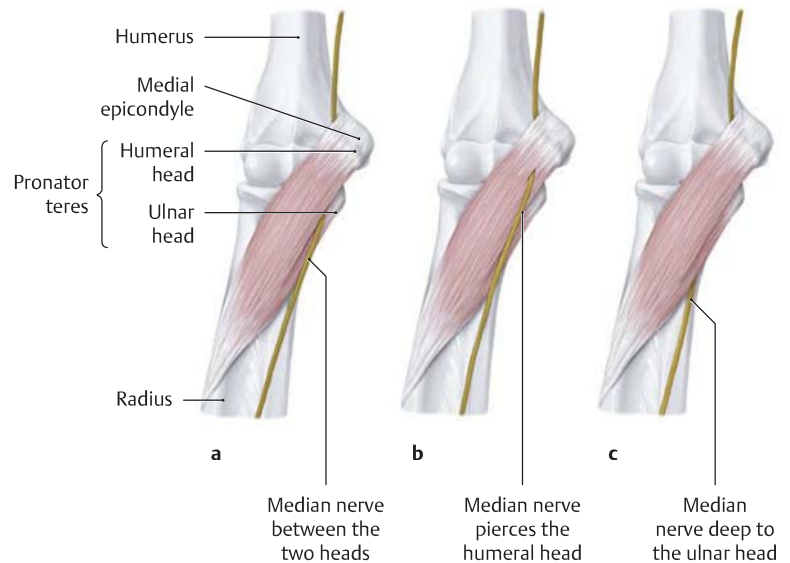 Humerus
Medial
epicondyle
Humeral
head
Pronator
teres
Ulnar
head
Radius
a
b
c
Median nerve
between the
two heads
Median nerve
pierces the
humeral head
Median
nerve deep to
the ulnar head